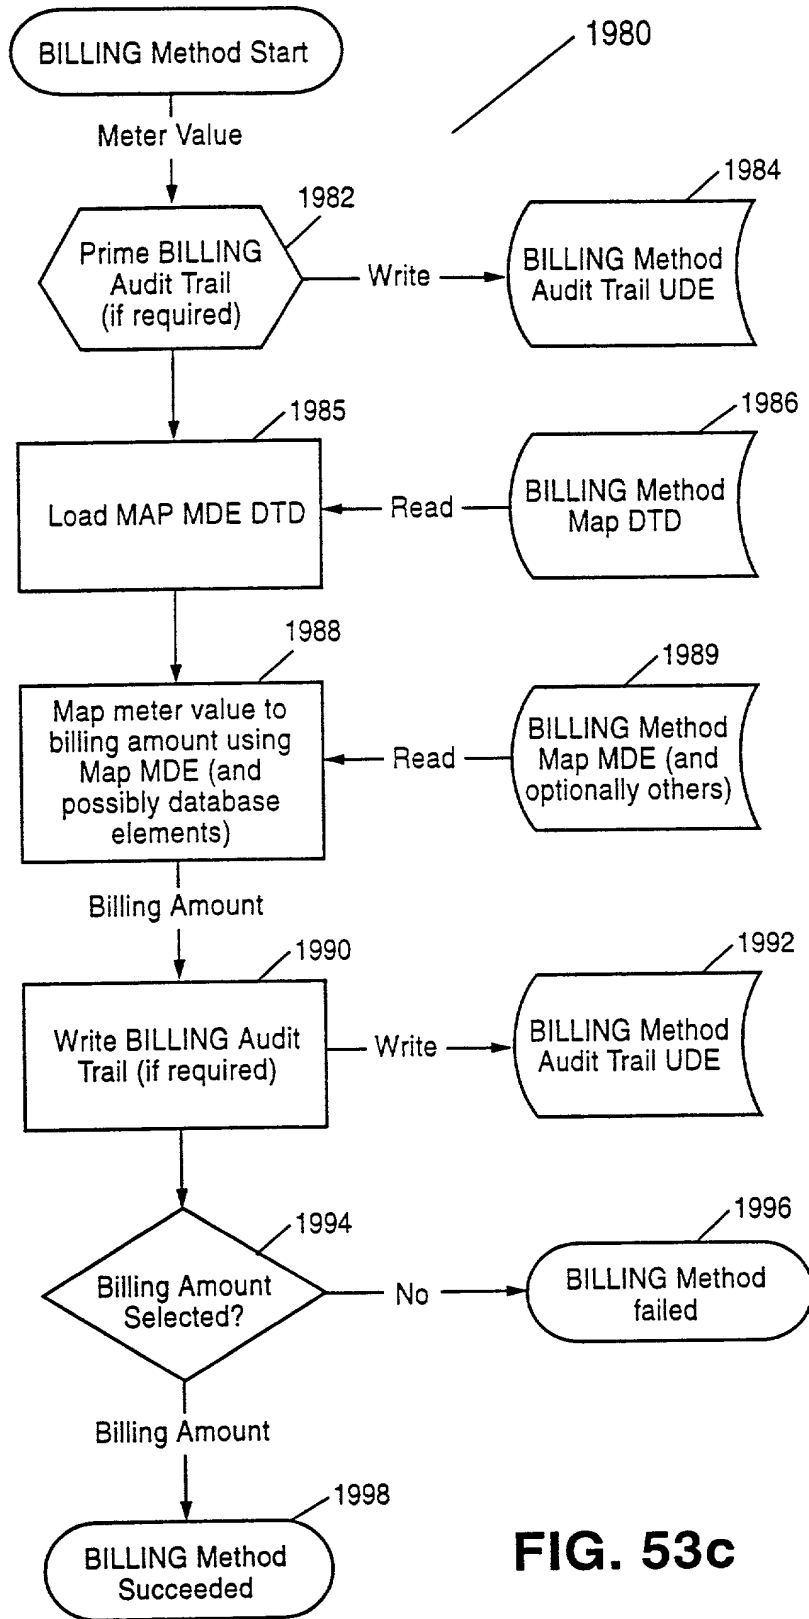 BILLING Method Start
1980
Meter Value
1982
1984
Prime BILLING
Audit Trail
(if required)
Write
BILLING Method
Audit Trail UDE
1985
1986
Load MAP MDE DTD
Read
BILLING Method
Map DTD
1988
1989
Map meter value to
billing amount using
Map MDE (and
possibly database
elements)
Read
BILLING Method
Map MDE (and
optionally others)
Billing Amount
1990
1992
Write BILLING Audit
Trail (if required)
Write
BILLING Method
Audit Trail UDE
1994
1996
Billing Amount
Selected?
No
BILLING Method
failed
Billing Amount
1998
BILLING Method
Succeeded
FIG. 53c